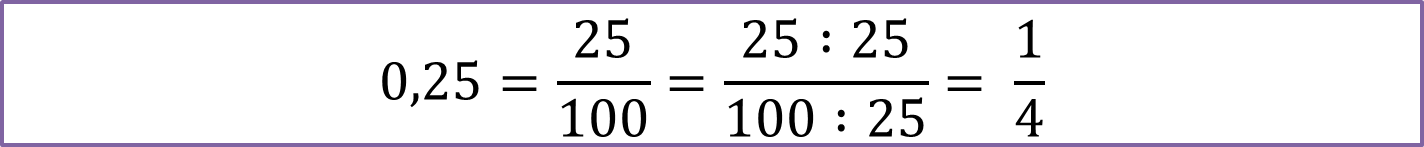 0,25 = 25/100 = 25 : 25/100 : 25 = 1/4